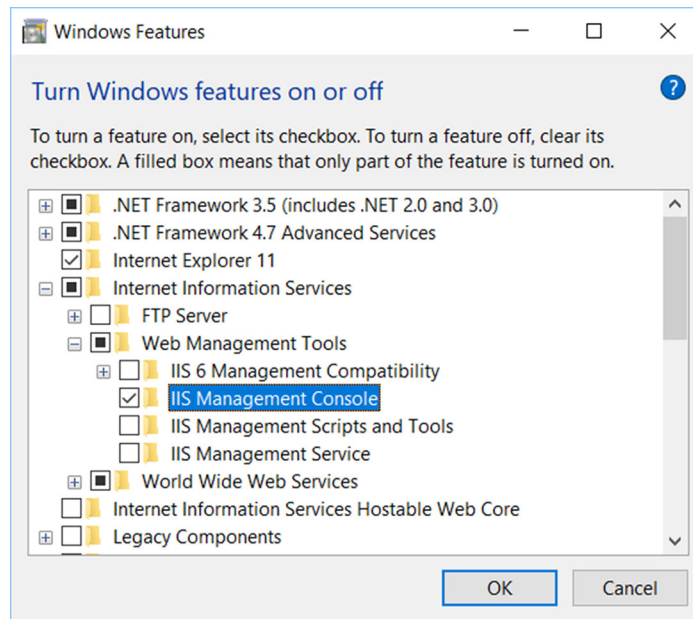 Windows Features
Turn Windows features on or off
?
To turn a feature on, select its checkbox. To turn a feature off, clear its
checkbox. A filled box means that only part of the feature is turned on.
.NET Framework 3.5 (includes .NET 2.0 and 3.0)
.NET Framework 4.7 Advanced Services
Internet Explorer 11
Internet Information Services
FTP Server
Web Management Tools
IIS 6 Management Compatibility
IIS Management Console
IIS Management Scripts and Tools
IIS Management Service
World Wide Web Services
Internet Information Services Hostable Web Core
Legacy Components
OK
Cancel